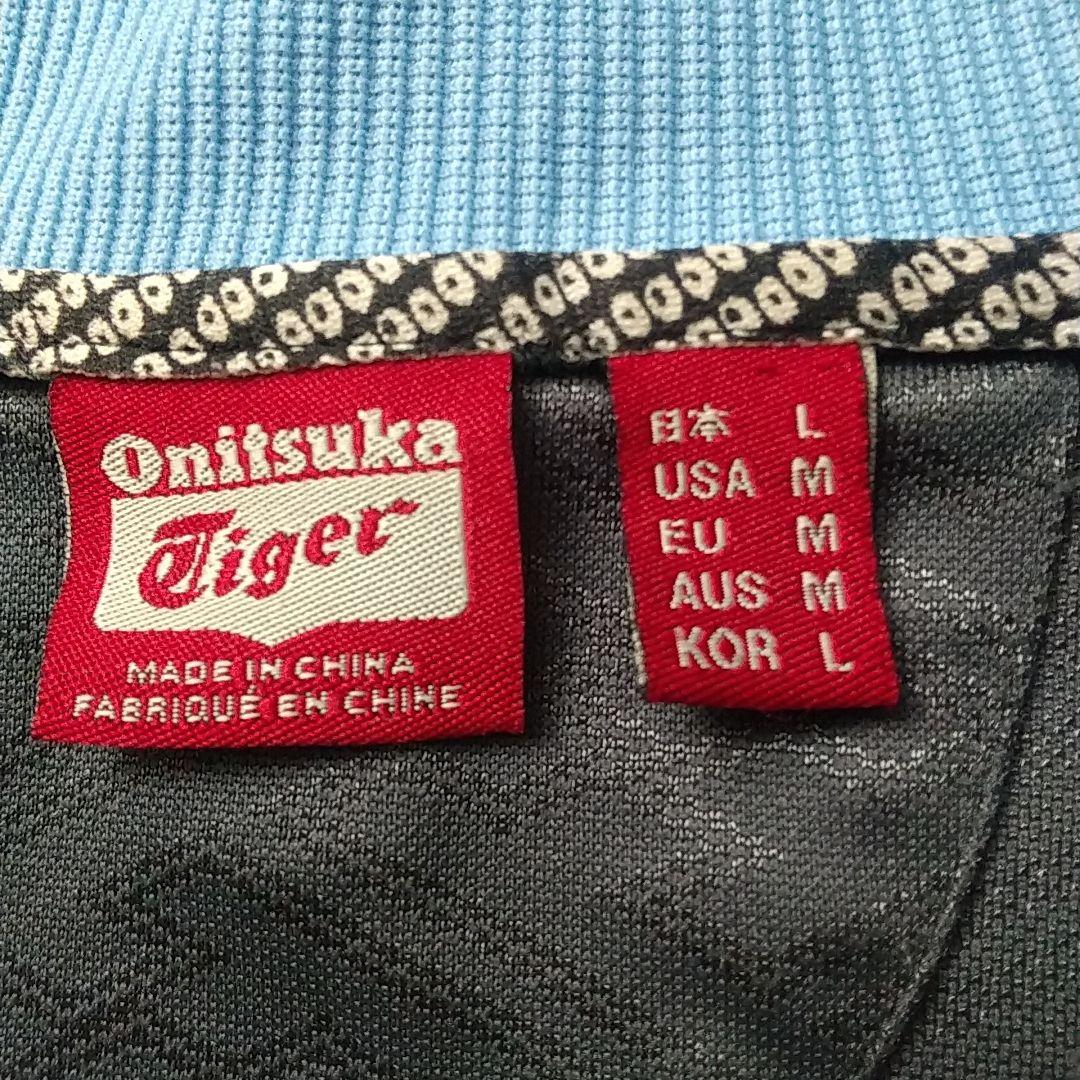 Onitsuka
Tiger
MADE IN CHINA
FABRIQUÉ EN CHINE
日本 L
USA M
EU M
AUS M
KOR L